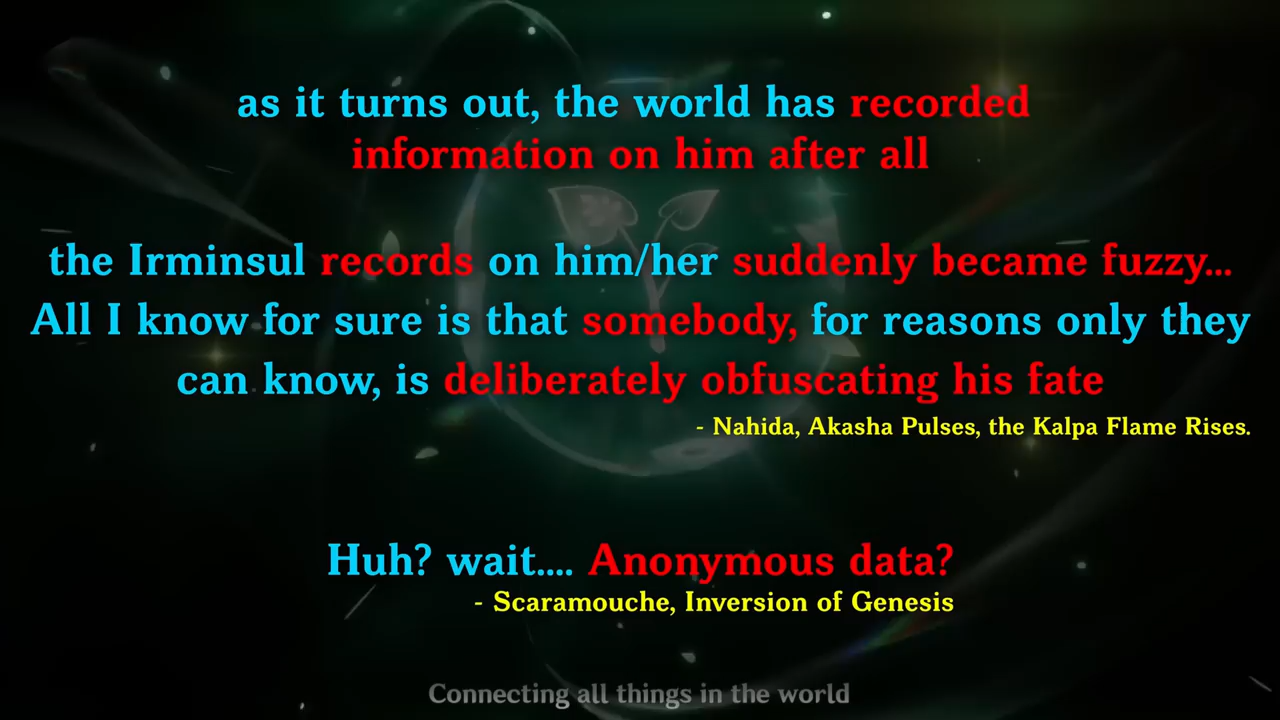 as it turns out, the world has recorded
information on him after all
the Irminsul records on him/her suddenly became fuzzy...
All I know for sure is that somebody, for reasons only they
can know, is deliberately obfuscating his fate
- Nahida, Akasha Pulses, the Kalpa Flame Rises.
Huh? wait.... Anonymous data?
- Scaramouche, Inversion of Genesis
Connecting all things in the world